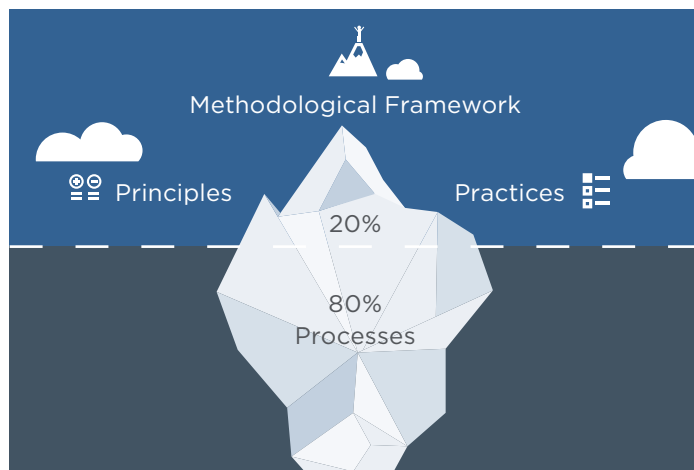 Methodological Framework
Principles
Practices
20%
80%
Processes